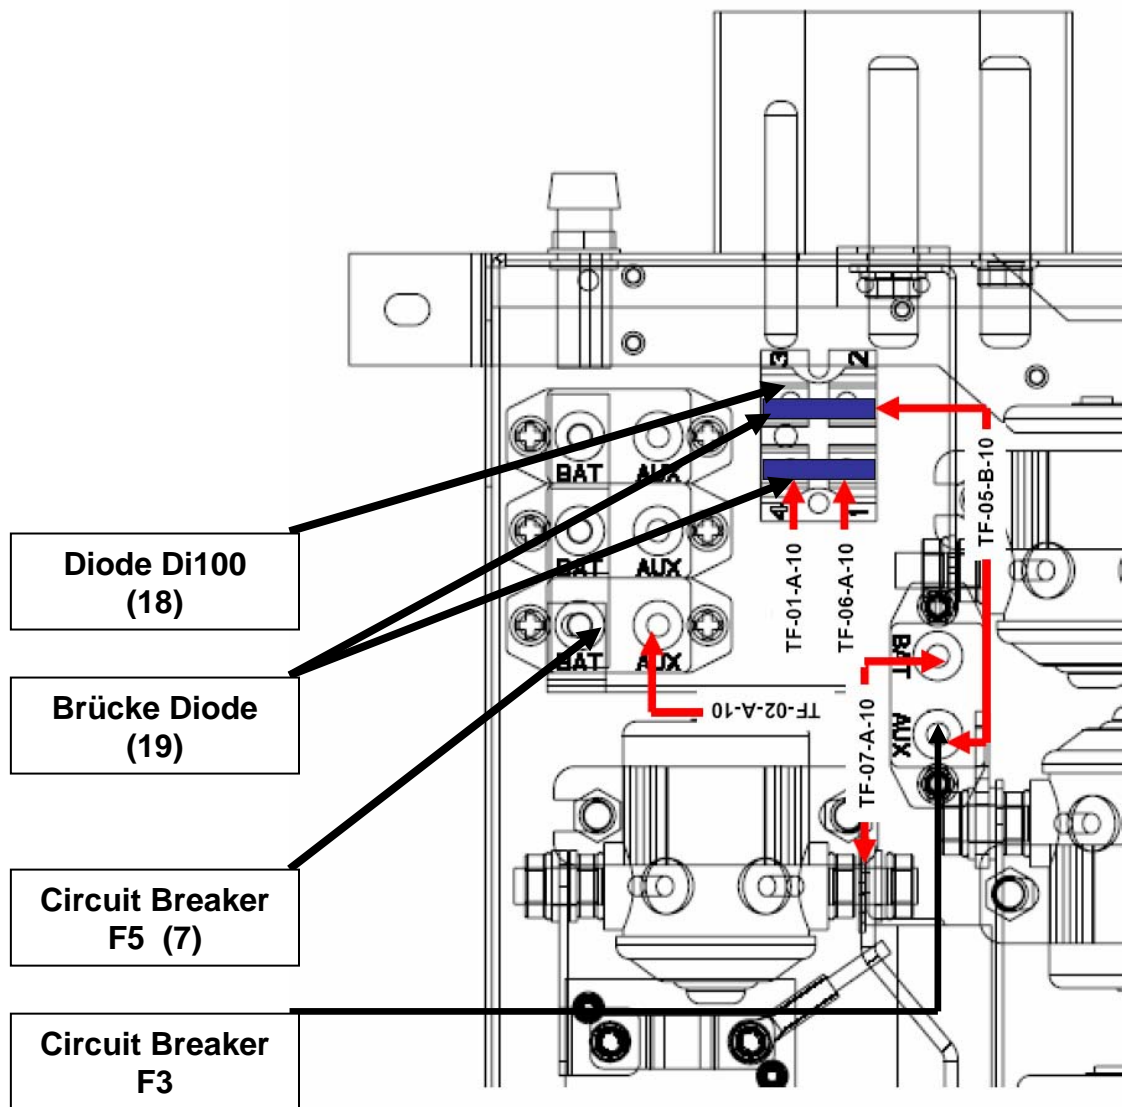 3 2
BAT AUX
4 1
BAT AUX
BAT AUX
TF-01-A-10
TF-06-A-10
TF-05-B-10
BAT
AUX
TF-02-A-10
TF-07-A-10
Diode Di100
(18)
Brücke Diode
(19)
Circuit Breaker
F5 (7)
Circuit Breaker
F3